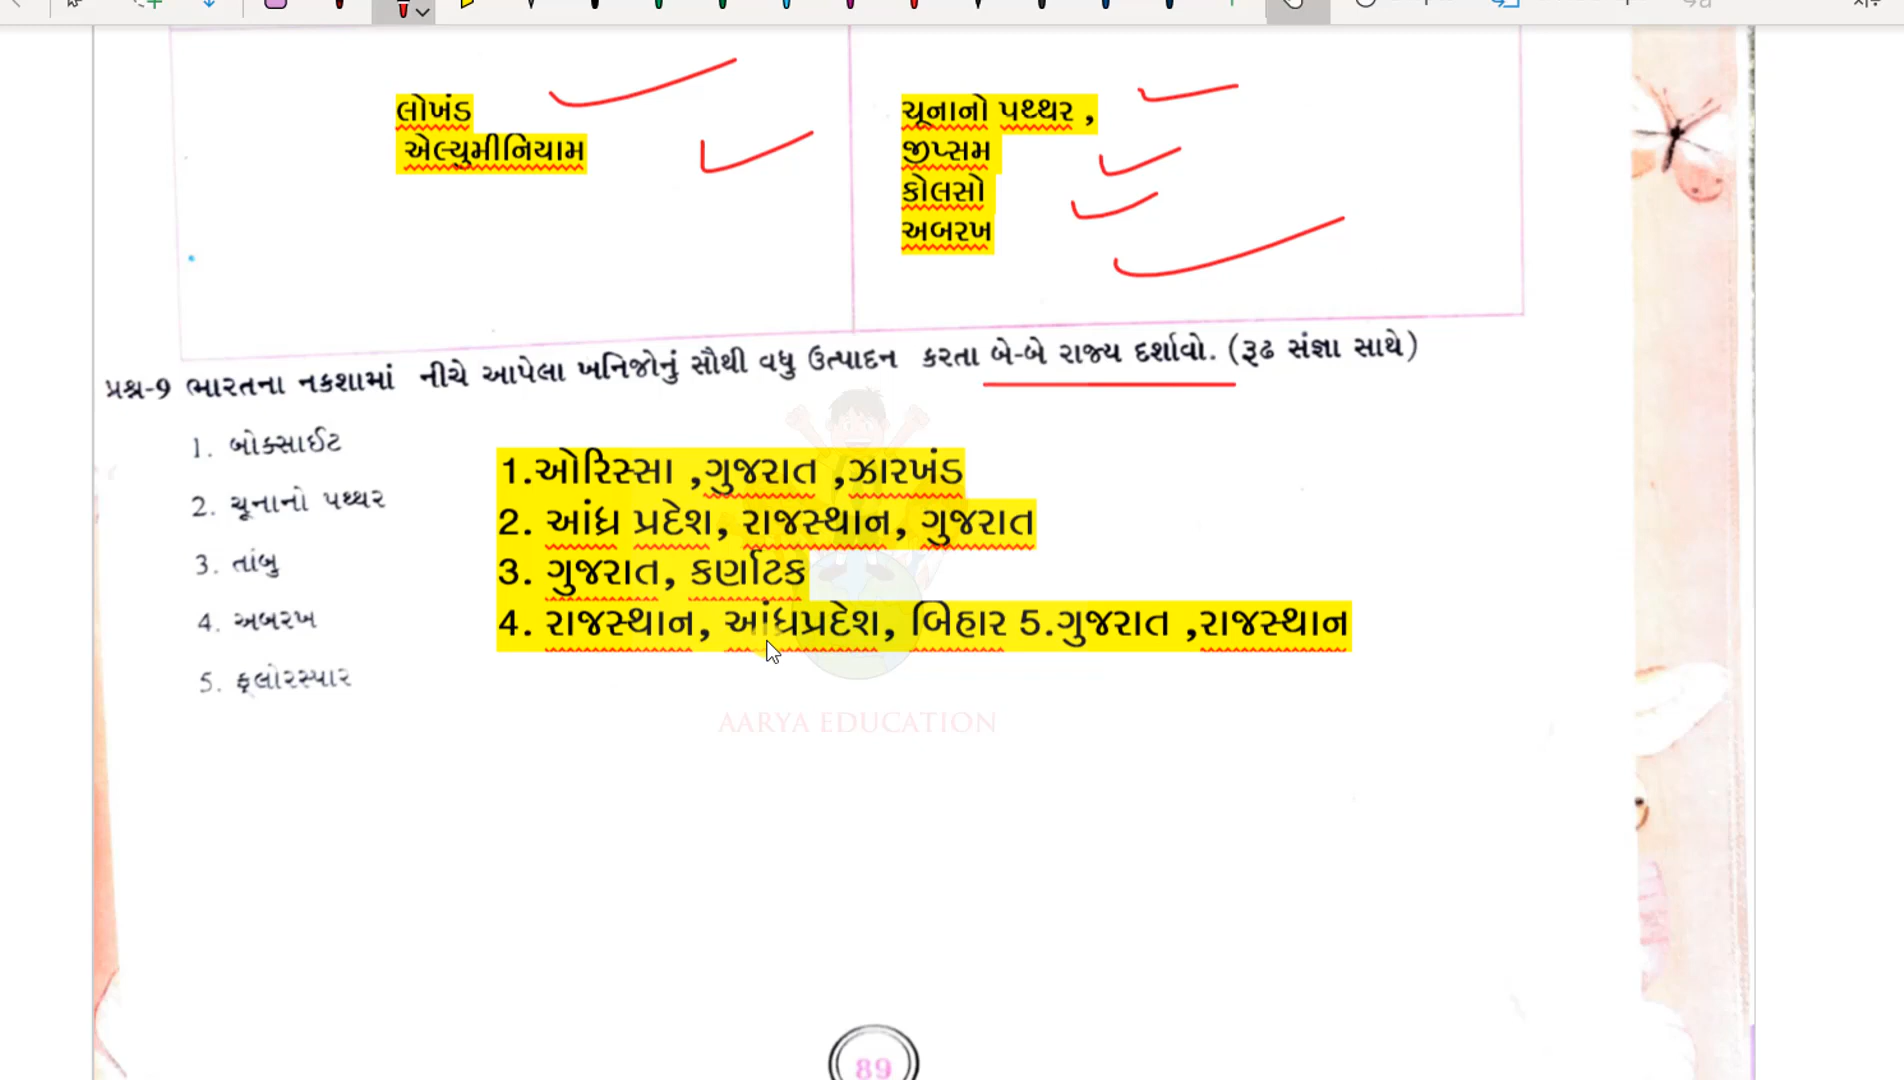 લોખંડ
એલ્યુમીનિયામ
ચૂનાનો પથ્થર ,
જીપ્સમ
કોલસો
અબરખ
પ્રશ્ન-9 ભારતના નકશામાં નીચે આપેલા ખનિજોનું સૌથી વધુ ઉત્પાદન કરતા બે-બે રાજ્ય દર્શાવો. (રૂઢ સંજ્ઞા સાથે)
1. બોક્સાઈટ
2. ચૂનાનો પથ્થર
3. તાંબુ
4. અબરખ
5. ફ્લોરસ્પાર
1.ઓરિસ્સા ,ગુજરાત ,ઝારખંડ
2. આંધ્ર પ્રદેશ, રાજસ્થાન, ગુજરાત
3. ગુજરાત, કર્ણાટક
4. રાજસ્થાન, આંધપ્રદેશ, બિહાર 5.ગુજરાત ,રાજસ્થાન
AARYA EDUCATION
89